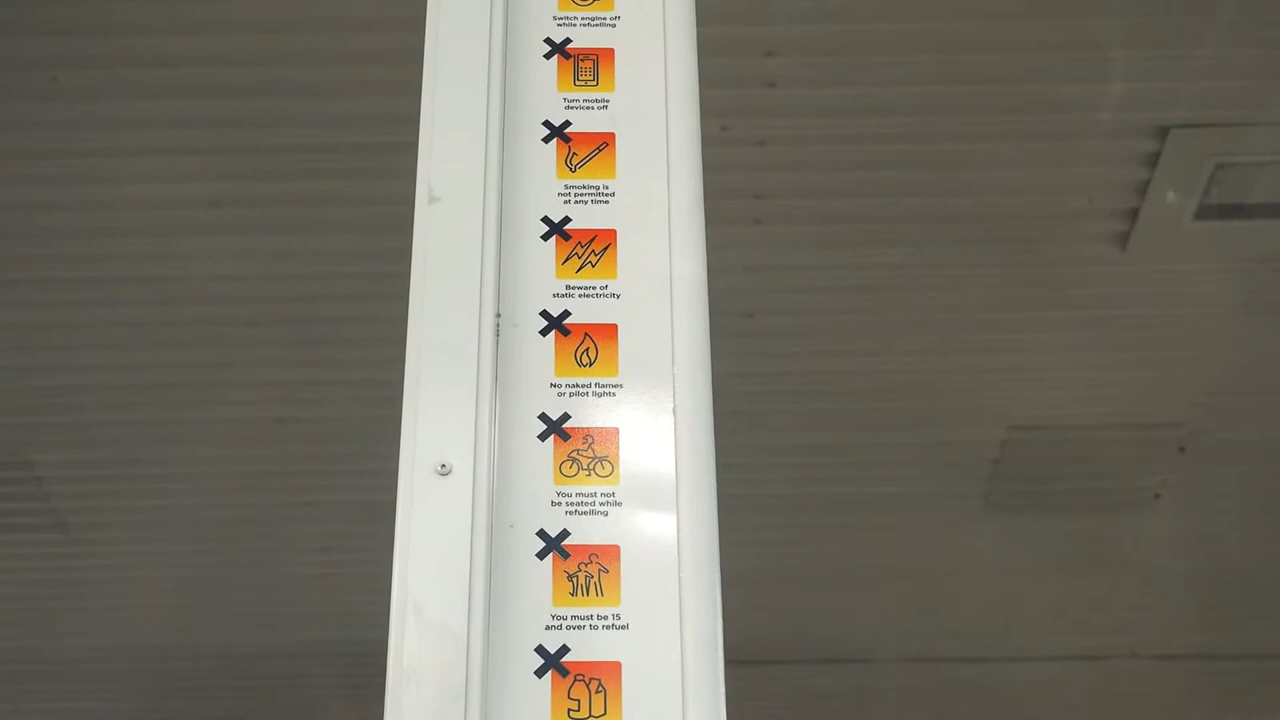 Switch engine off
while refuelling
Turn mobile
devices off
Smoking is
not permitted
at any time
Beware of
static electricity
No naked flames
or pilot lights
You must not
be seated while
refuelling
You must be 15
and over to refuel